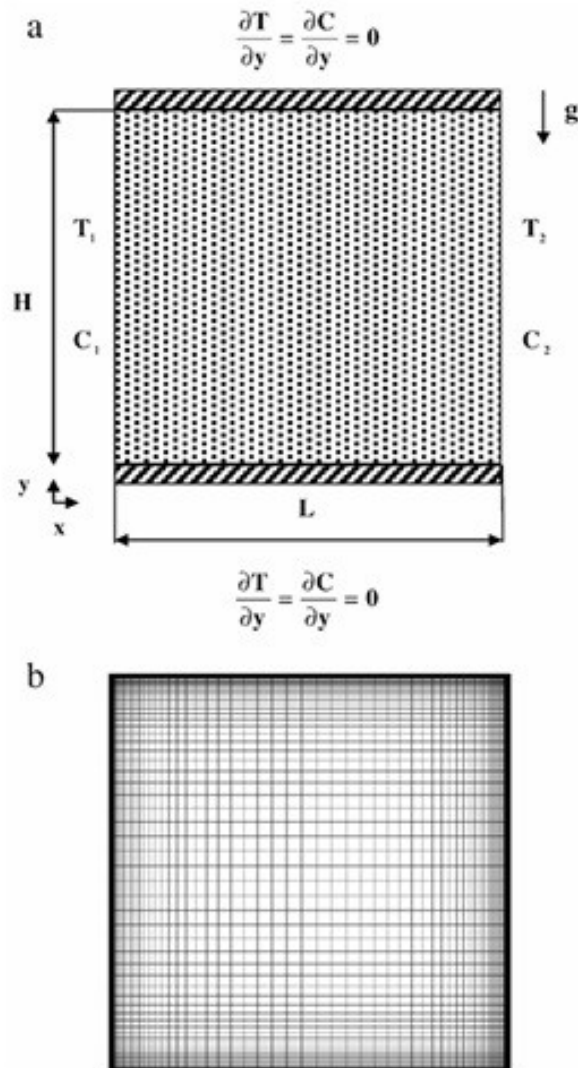 a
∂T/∂y = ∂C/∂y = 0
g
T₁ T₂
H
C₁ C₂
y
x
L
∂T/∂y = ∂C/∂y = 0
b